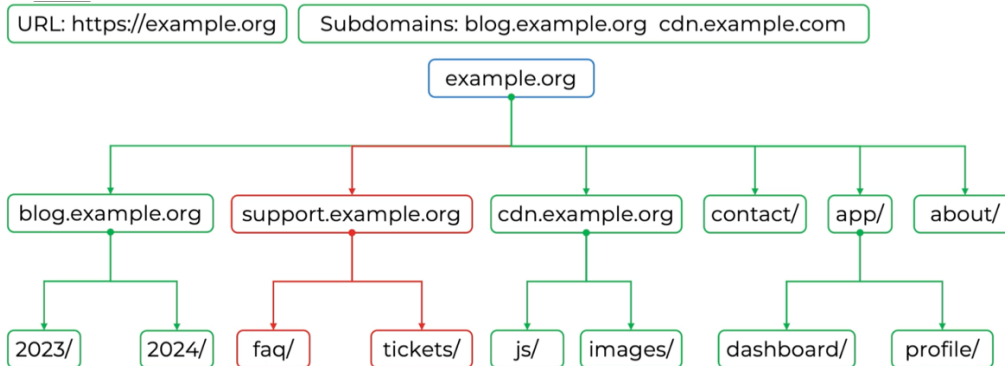 URL: https://example.org
Subdomains: blog.example.org cdn.example.com
example.org
blog.example.org
support.example.org
cdn.example.org
contact/
app/
about/
2023/
2024/
faq/
tickets/
js/
images/
dashboard/
profile/